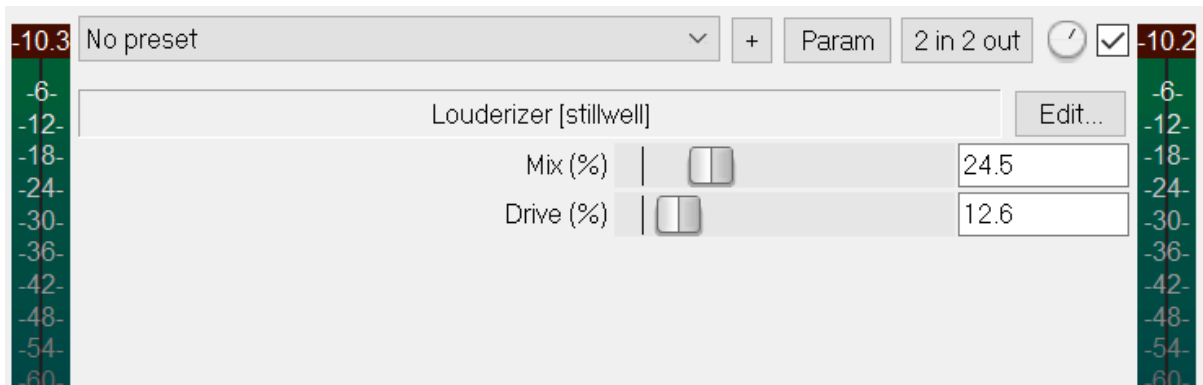 -10.3 No preset + Param 2 in 2 out -10.2
-6- -6-
Louderizer [stillwell] Edit...
-12- -12-
-18- Mix (%) 24.5 -18-
-24- -24-
-30- Drive (%) 12.6 -30-
-36- -36-
-42- -42-
-48- -48-
-54- -54-
-60- -60-